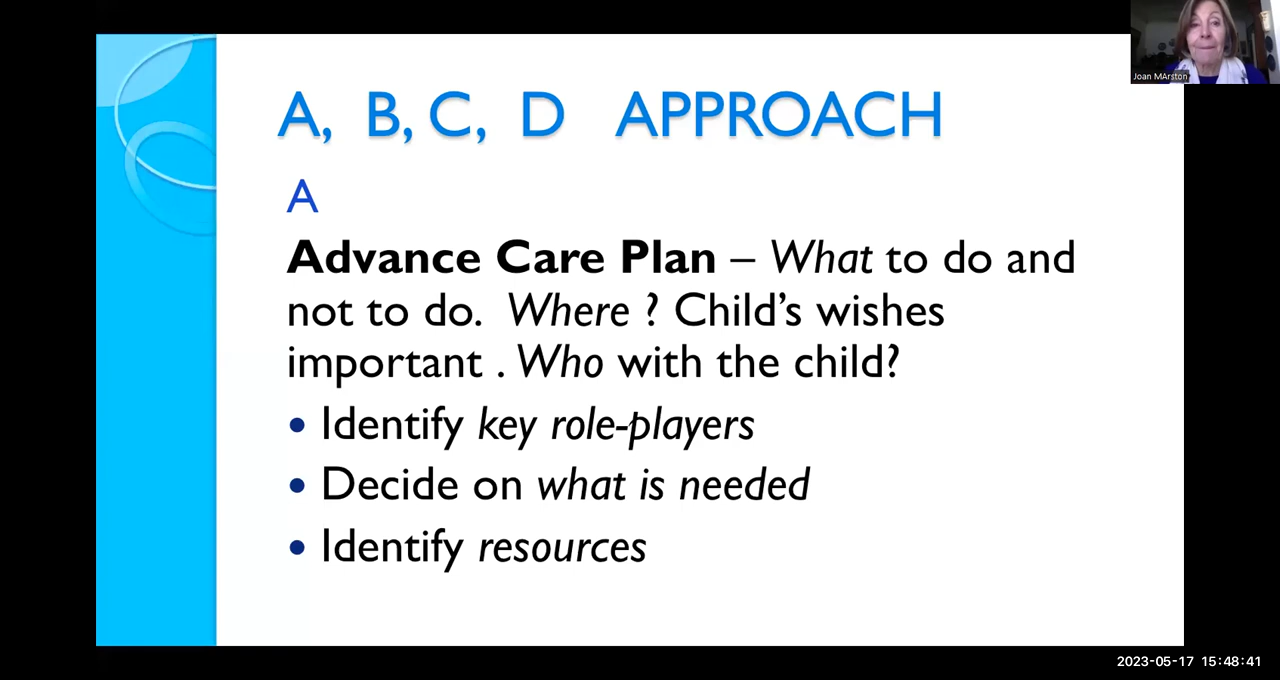 Joan MArston
A, B, C, D APPROACH
A
Advance Care Plan – What to do and
not to do. Where ? Child’s wishes
important . Who with the child?
• Identify key role-players
• Decide on what is needed
• Identify resources
2023-05-17 15:48:41